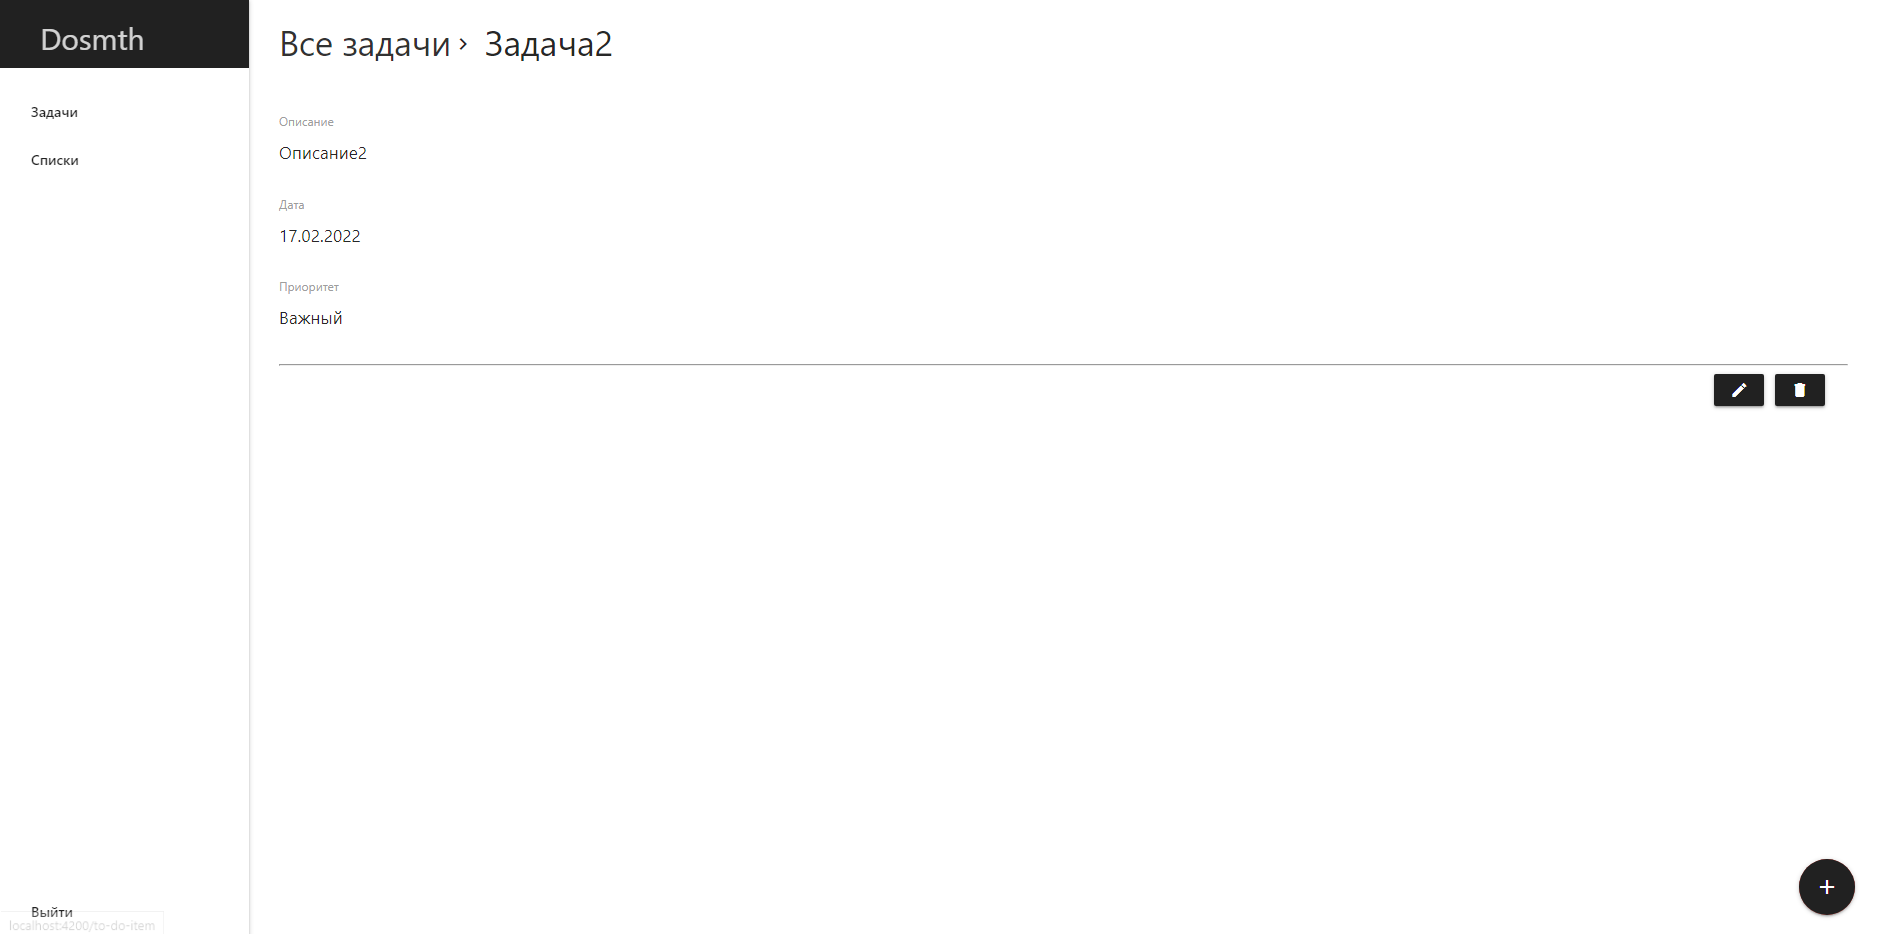 Dosmth
Задачи
Списки
Выйти
localhost:4200/to-do-item
Все задачи › Задача2
Описание
Описание2
Дата
17.02.2022
Приоритет
Важный